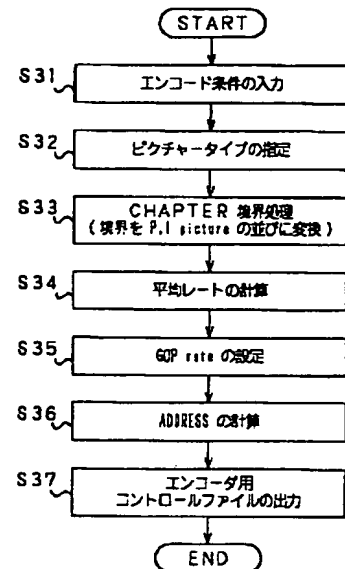 START
S31
エンコード条件の入力
S32
ピクチャータイプの指定
S33
CHAPTER 境界処理
(境界を P,I picture の並びに変換)
S34
平均レートの計算
S35
GOP rate の設定
S36
ADDRESS の計算
S37
エンコーダ用
コントロールファイルの出力
END